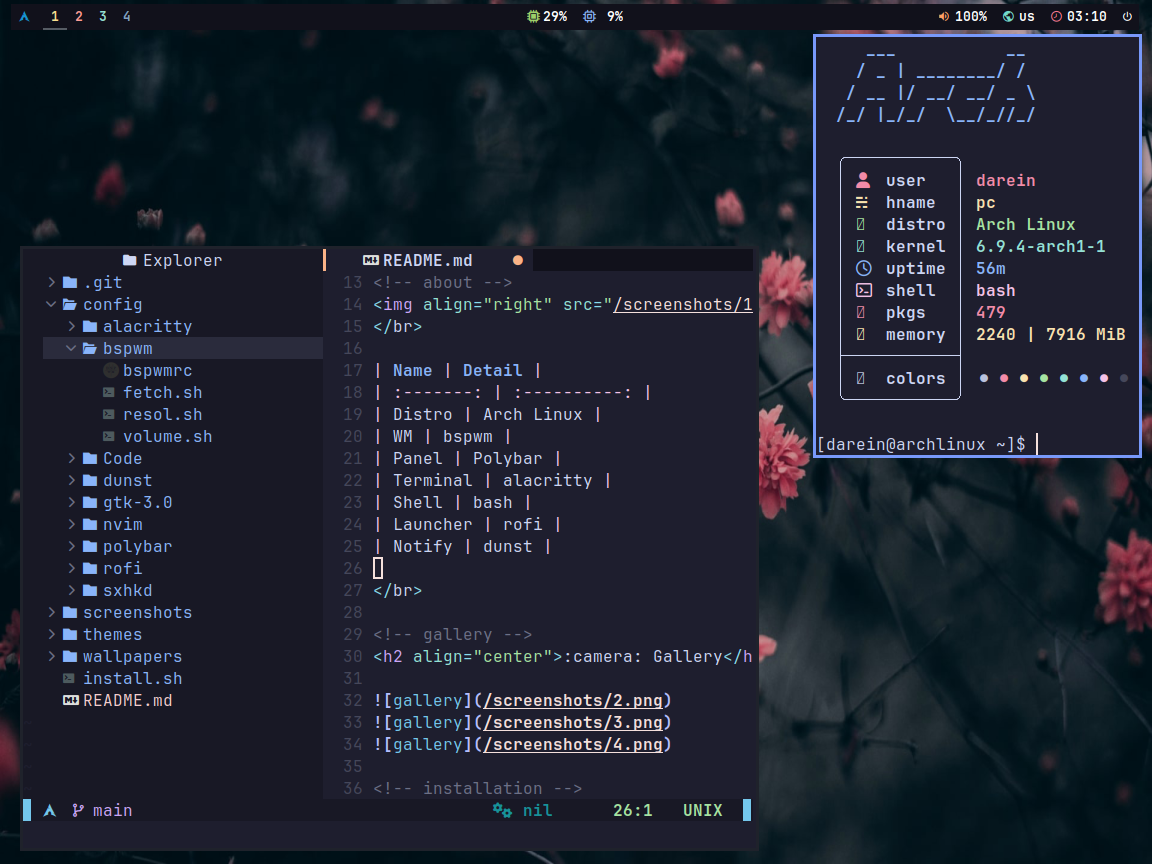 1 2 3 4 29% 9% 100% us 03:10
user darein
hname pc
distro Arch Linux
kernel 6.9.4-arch1-1
uptime 56m
shell bash
pkgs 479
memory 2240 | 7916 MiB
colors
[darein@archlinux ~]$
Explorer
.git
config
alacritty
bspwm
bspwmrc
fetch.sh
resol.sh
volume.sh
Code
dunst
gtk-3.0
nvim
polybar
rofi
sxhkd
screenshots
themes
wallpapers
install.sh
README.md
README.md
13 <!-- about -->
14 <img align="right" src="/screenshots/1
15 </br>
16
17 | Name | Detail |
18 | :-------: | :----------: |
19 | Distro | Arch Linux |
20 | WM | bspwm |
21 | Panel | Polybar |
22 | Terminal | alacritty |
23 | Shell | bash |
24 | Launcher | rofi |
25 | Notify | dunst |
26
27 </br>
28
29 <!-- gallery -->
30 <h2 align="center">:camera: Gallery</h
31
32 ![gallery](/screenshots/2.png)
33 ![gallery](/screenshots/3.png)
34 ![gallery](/screenshots/4.png)
35
36 <!-- installation -->
main nil 26:1 UNIX